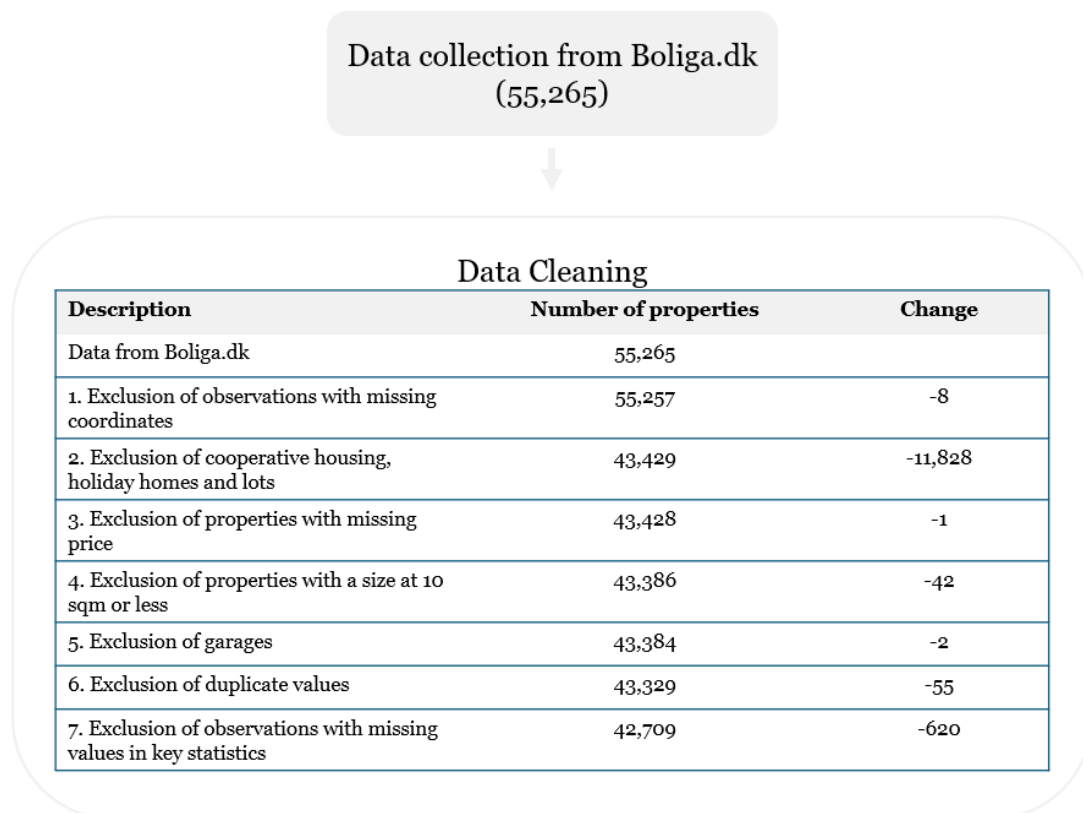 Data collection from Boliga.dk
(55,265)
Data Cleaning
Description Number of properties Change
Data from Boliga.dk 55,265
1. Exclusion of observations with missing 55,257 -8
coordinates
2. Exclusion of cooperative housing, 43,429 -11,828
holiday homes and lots
3. Exclusion of properties with missing 43,428 -1
price
4. Exclusion of properties with a size at 10 43,386 -42
sqm or less
5. Exclusion of garages 43,384 -2
6. Exclusion of duplicate values 43,329 -55
7. Exclusion of observations with missing 42,709 -620
values in key statistics